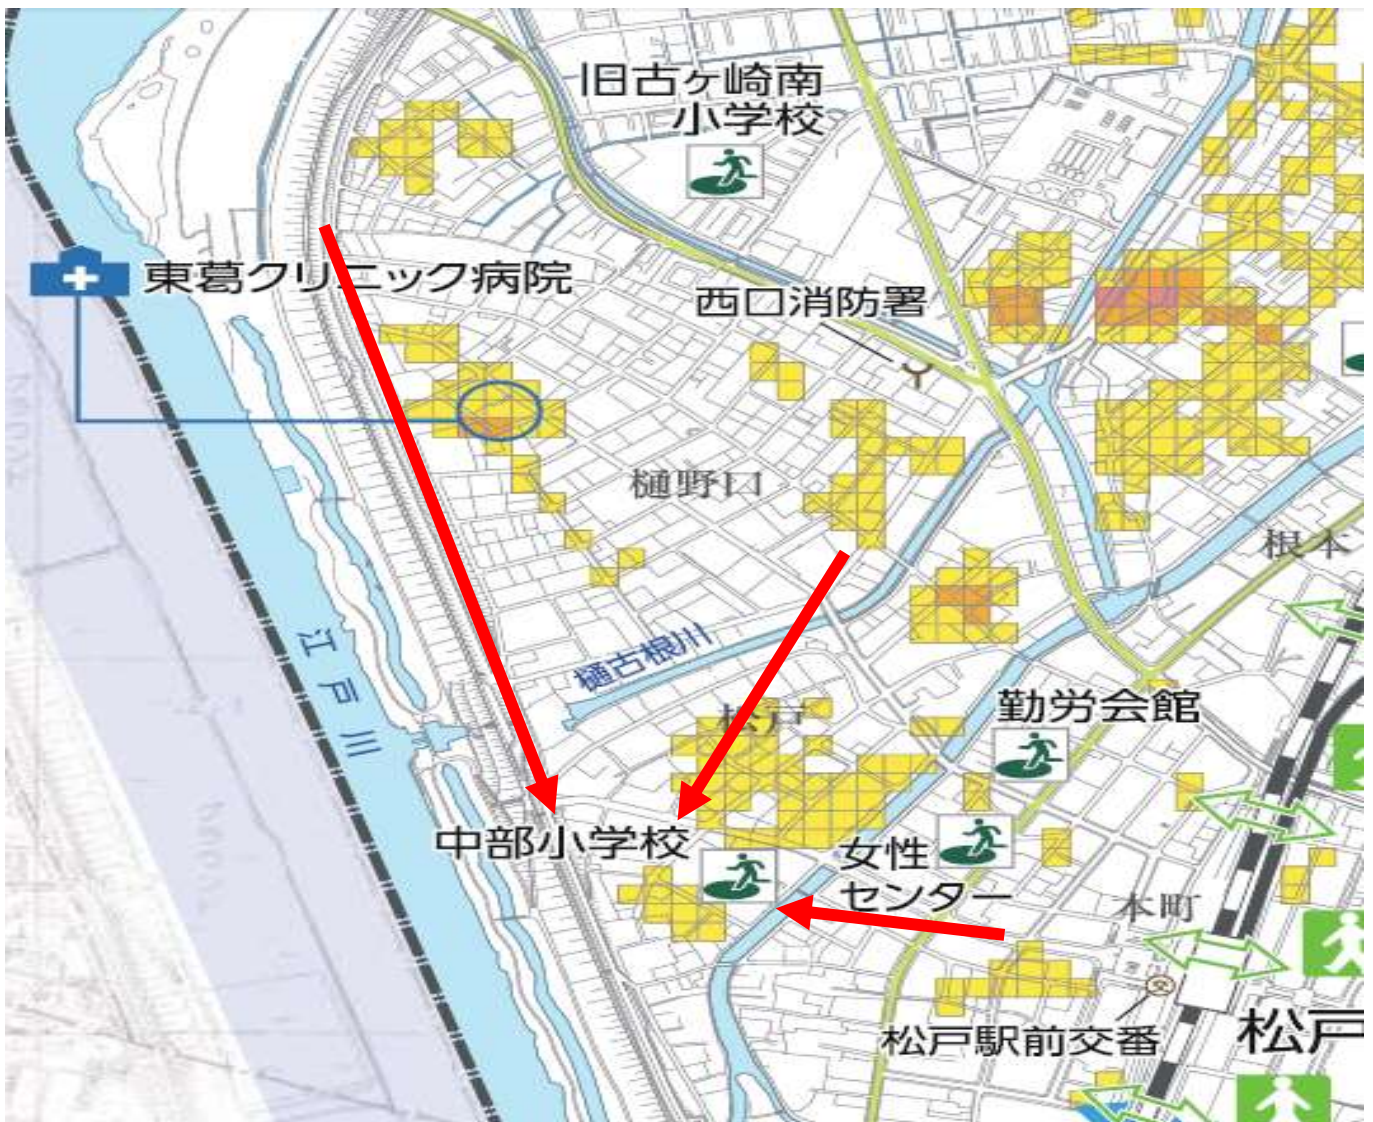 旧古ヶ崎南
小学校
東葛クリニック病院
西口消防署
樋野口
根本
江戸川
樋古根川
松戸
勤労会館
中部小学校
女性
センター
本町
松戸駅前交番
松戸